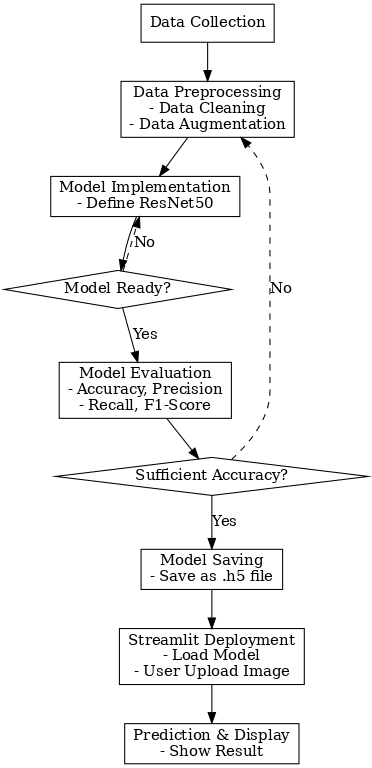 Data Collection
Data Preprocessing
- Data Cleaning
- Data Augmentation
Model Implementation
- Define ResNet50
No
Model Ready?
No
Yes
Model Evaluation
- Accuracy, Precision
- Recall, F1-Score
Sufficient Accuracy?
Yes
Model Saving
- Save as .h5 file
Streamlit Deployment
- Load Model
- User Upload Image
Prediction & Display
- Show Result